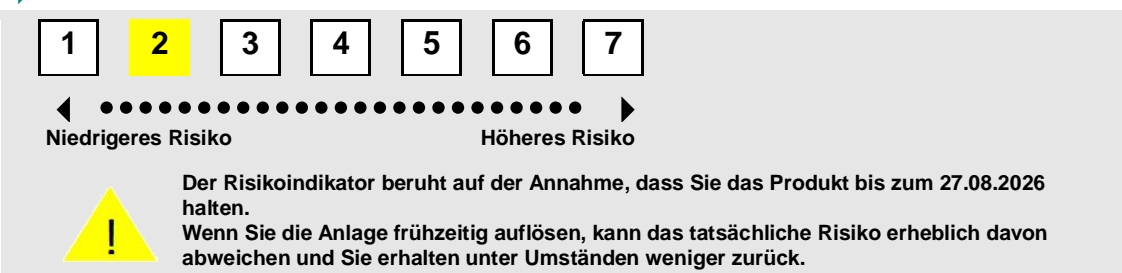 1 2 3 4 5 6 7
Niedrigeres Risiko Höheres Risiko
Der Risikoindikator beruht auf der Annahme, dass Sie das Produkt bis zum 27.08.2026
halten.
Wenn Sie die Anlage frühzeitig auflösen, kann das tatsächliche Risiko erheblich davon
abweichen und Sie erhalten unter Umständen weniger zurück.
!